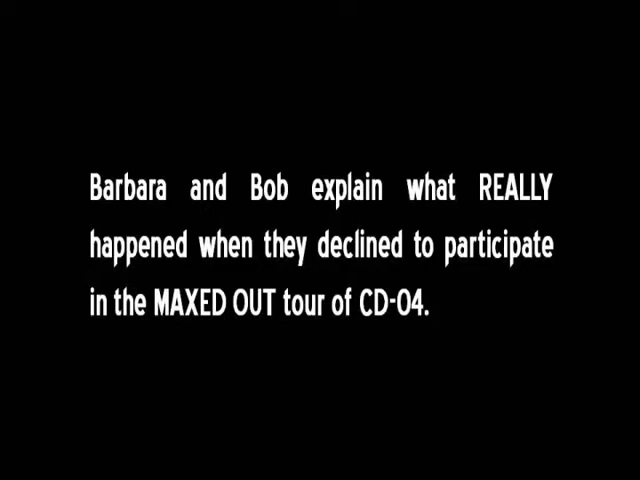 Barbara and Bob explain what REALLY
happened when they declined to participate
in the MAXED OUT tour of CD-04.